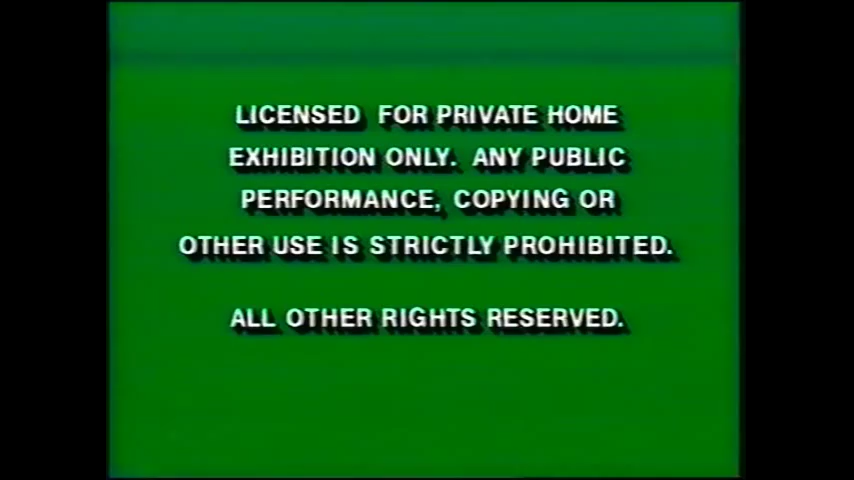 LICENSED FOR PRIVATE HOME
EXHIBITION ONLY. ANY PUBLIC
PERFORMANCE, COPYING OR
OTHER USE IS STRICTLY PROHIBITED.
ALL OTHER RIGHTS RESERVED.